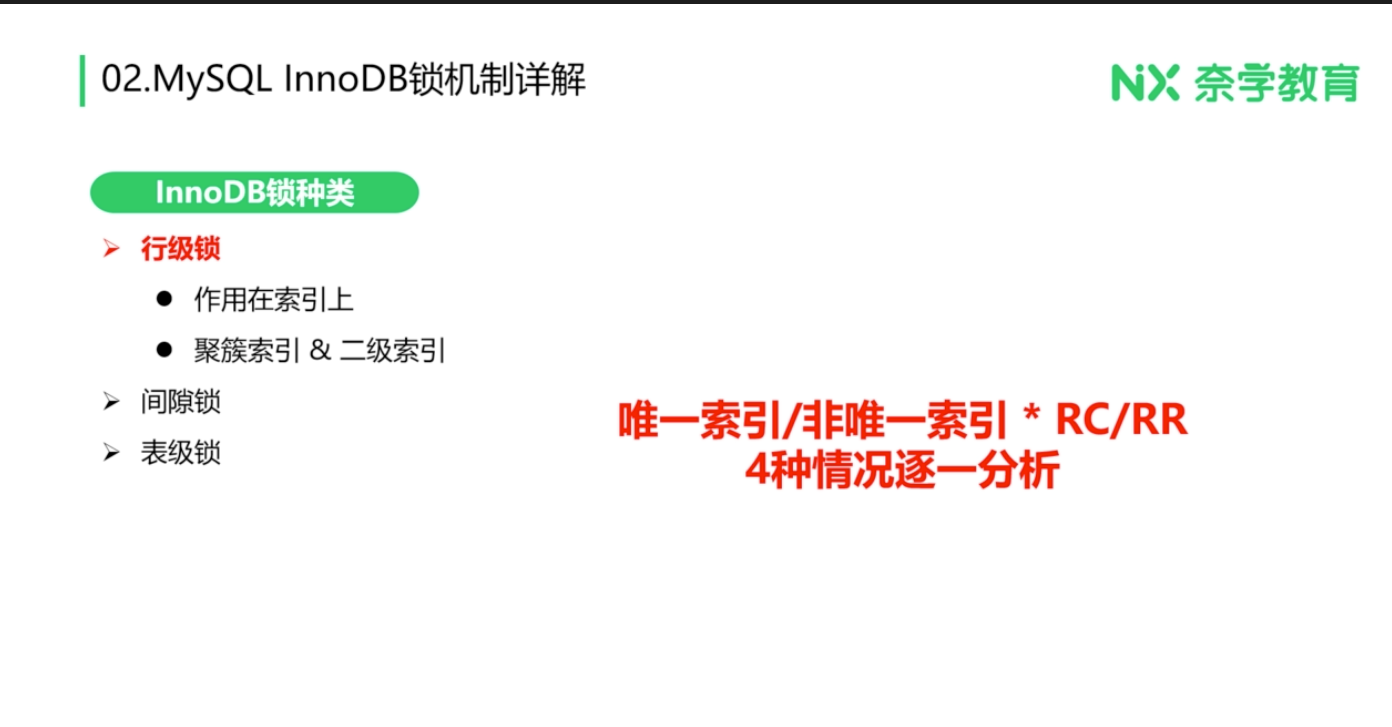 02.MySQL InnoDB锁机制详解
NiX 奈学教育
InnoDB锁种类
➢ 行级锁
● 作用在索引上
● 聚簇索引 & 二级索引
➢ 间隙锁
➢ 表级锁
唯一索引/非唯一索引 * RC/RR
4种情况逐一分析